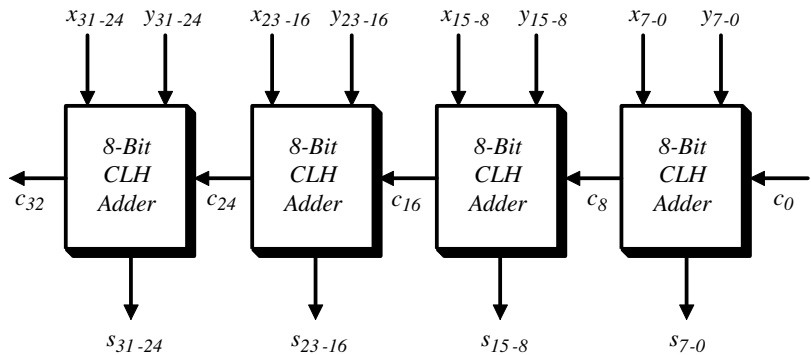 x31-24 y31-24 x23-16 y23-16 x15-8 y15-8 x7-0 y7-0
8-Bit CLH Adder
8-Bit CLH Adder
8-Bit CLH Adder
8-Bit CLH Adder
c32 c24 c16 c8 c0
s31-24 s23-16 s15-8 s7-0